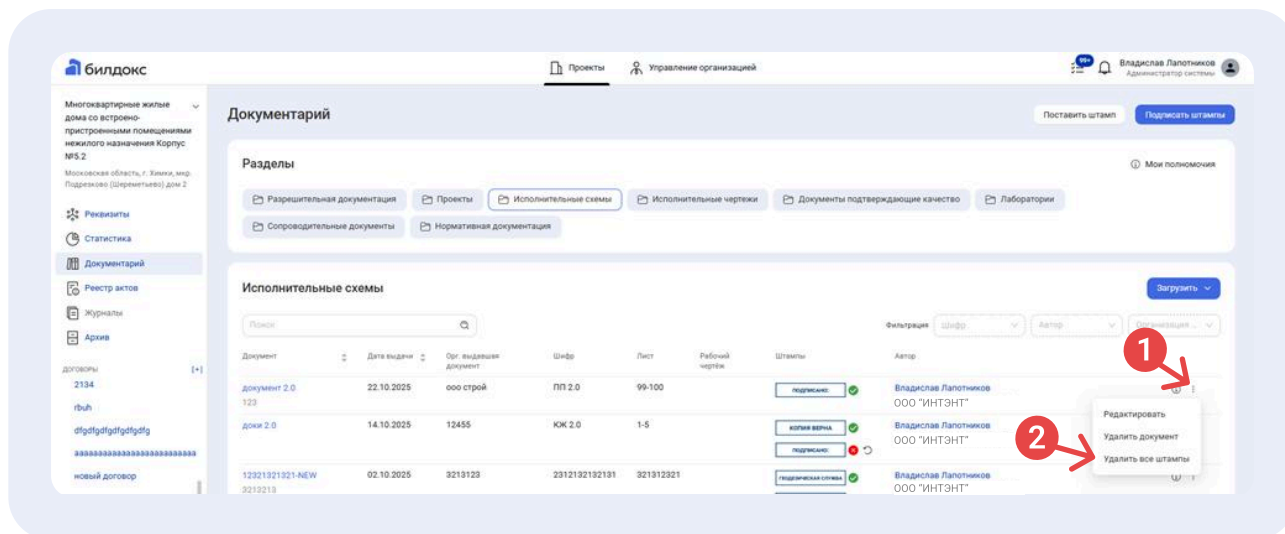 билдокс
Проекты
Управление организацией
99+
Владислав Лапотников
Администратор системы
Многоквартирные жилые
дома со встроено-
пристроенными помещениями
нежилого назначения Корпус
№5.2
Московская область, г. Химки, мкр.
Подрезково (Шереметьево) дом 2
Реквизиты
Статистика
Документарий
Реестр актов
Журналы
Архив
ДОГОВОРЫ [+]
2134
rbuh
dfgdfgdfgdfgdfgdfg
новый договор
Документарий
Поставить штамп
Подписать штампы
Разделы
Мои полномочия
Разрешительная документация
Проекты
Исполнительные схемы
Исполнительные чертежи
Документы подтверждающие качество
Лаборатории
Сопроводительные документы
Нормативная документация
Исполнительные схемы
Загрузить
Поиск
Фильтрация
Шифр
Автор
Организация ...
Документ
Дата выдачи
Орг. выдавшая
документ
Шифр
Лист
Рабочий
чертёж
Штампы
Автор
1
документ 2.0 22.10.2025 ооо строй ПП 2.0 99-100 ПОДПИСАНО: Владислав Лапотников
123 ООО "ИНТЭНТ"
доки 2.0 14.10.2025 12455 КЖ 2.0 1-5 КОПИЯ ВЕРНА Владислав Лапотников
ПОДПИСАНО: ООО "ИНТЭНТ"
Редактировать
Удалить документ
2
Удалить все штампы
12321321321-NEW 02.10.2025 3213123 2312132132131 321312321 Владислав Лапотников
3213213 ООО "ИНТЭНТ"